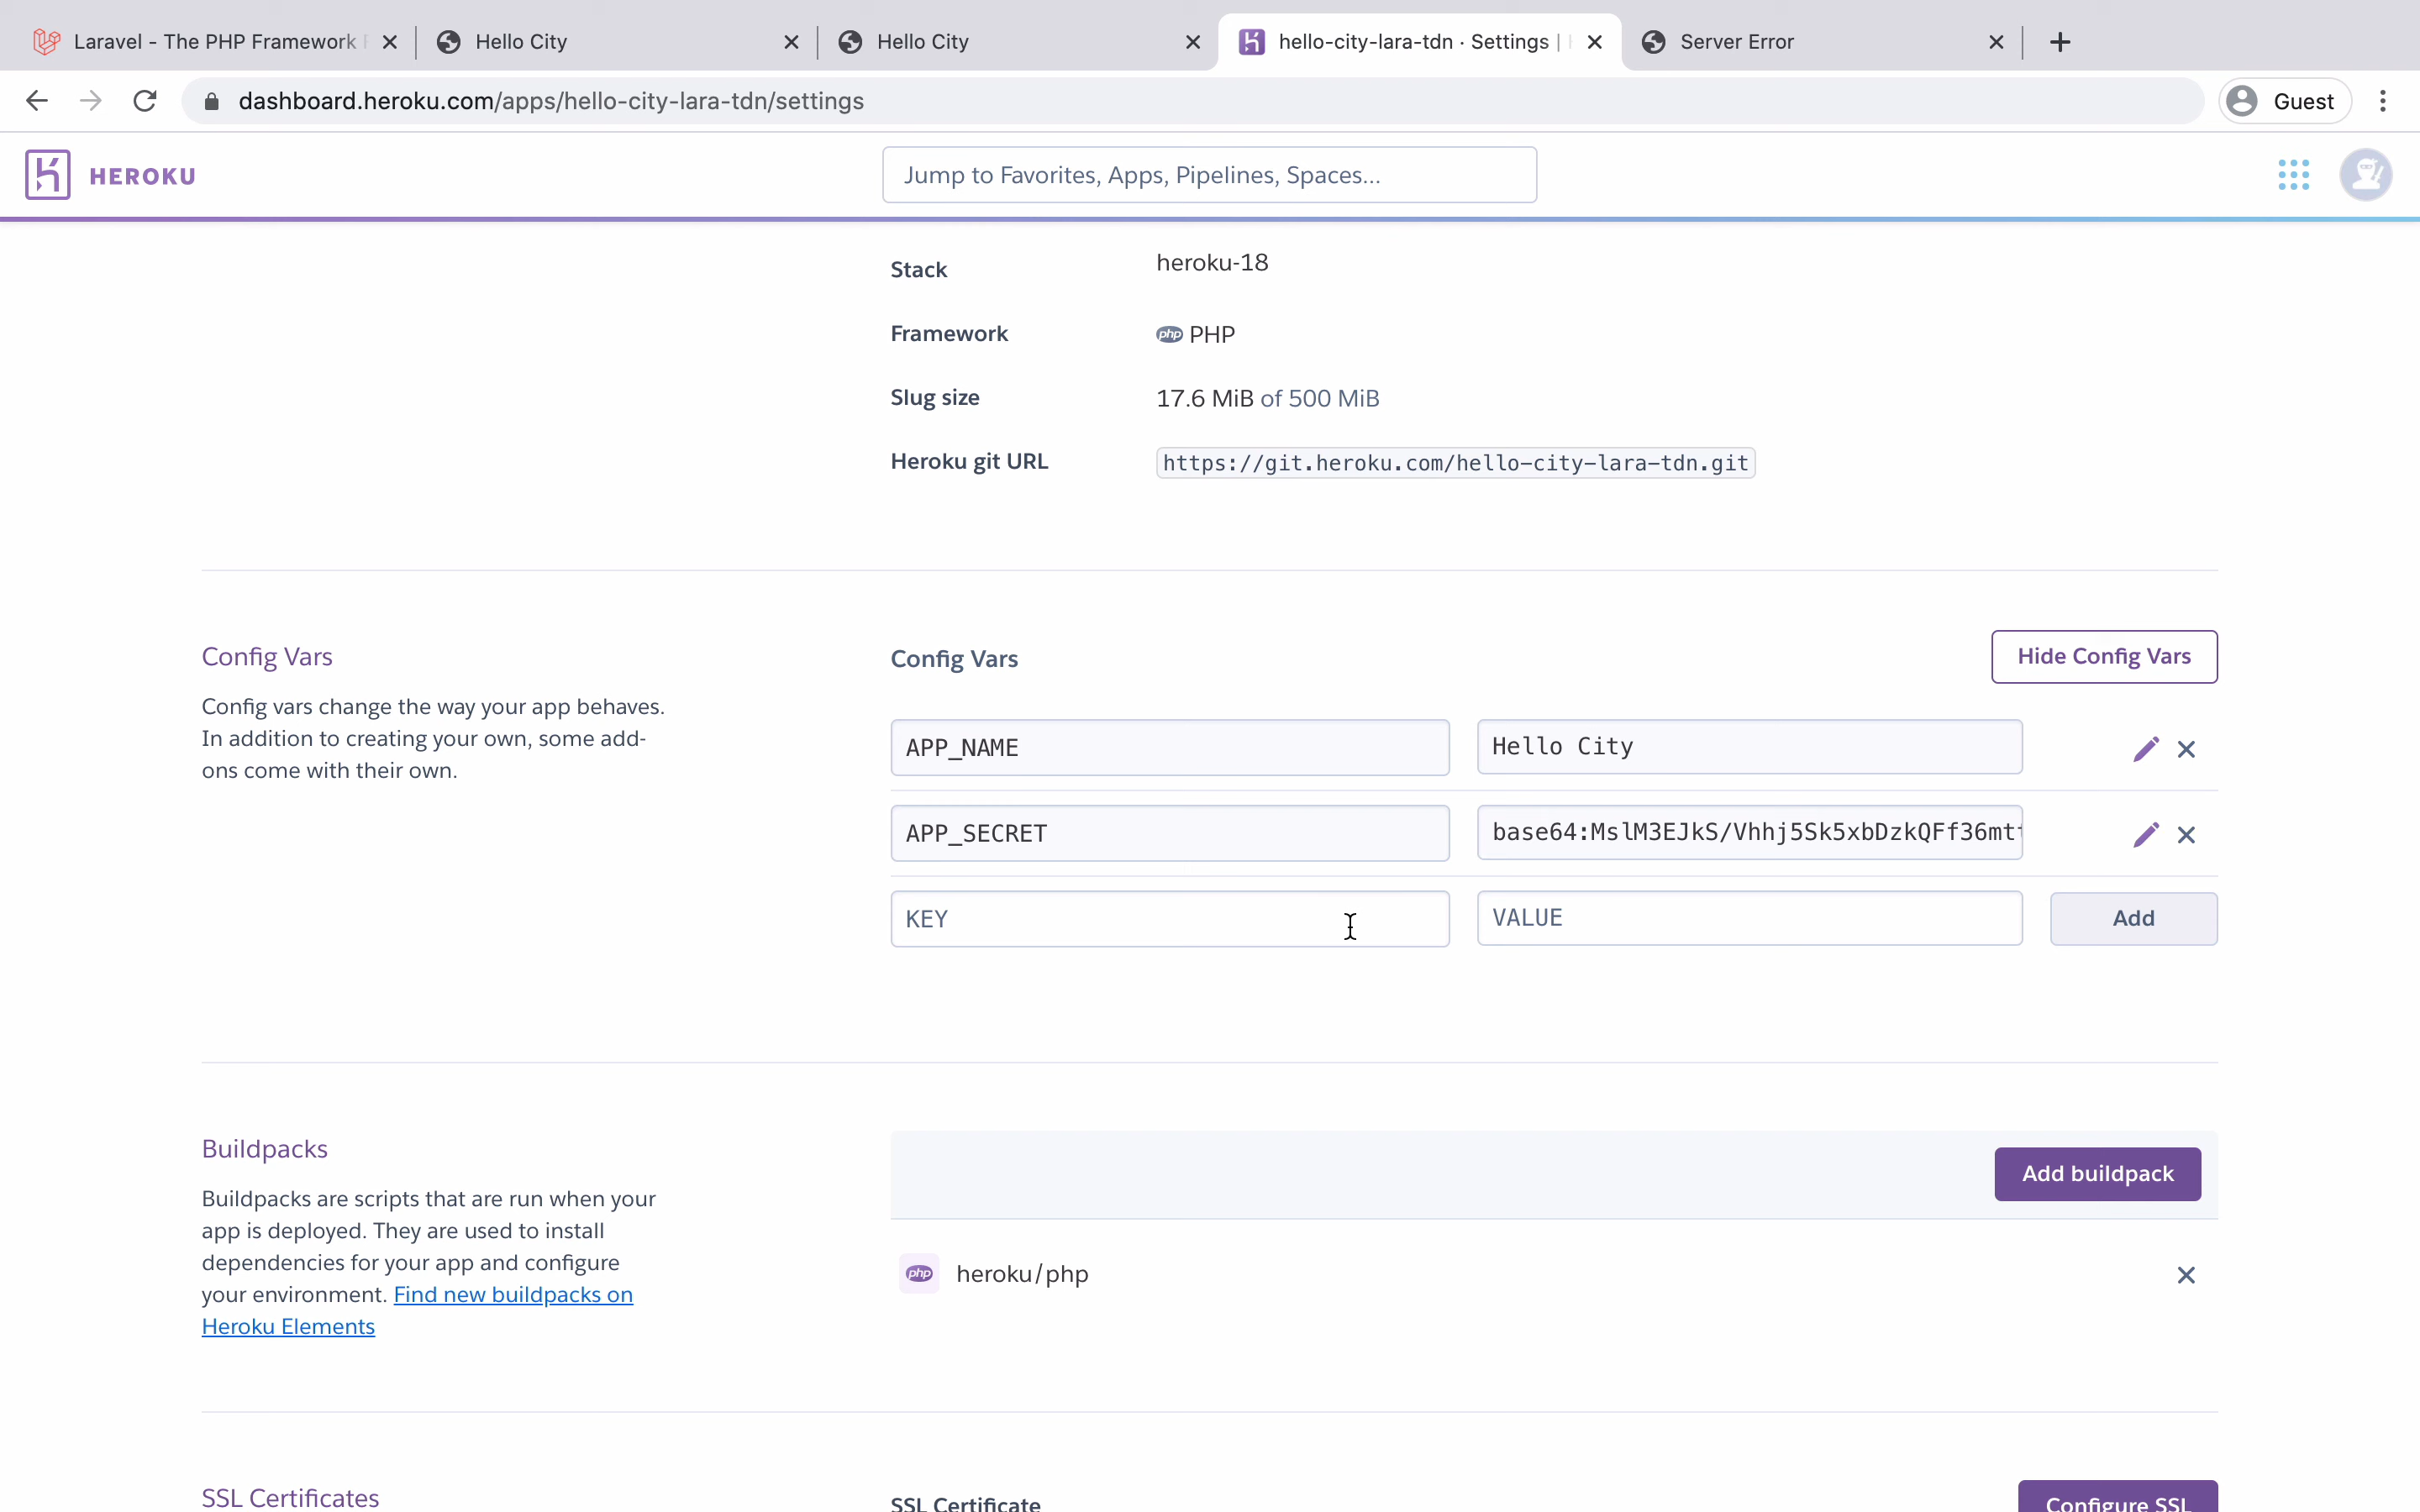 Laravel - The PHP Framework
Hello City
Hello City
hello-city-lara-tdn · Settings |
Server Error
dashboard.heroku.com/apps/hello-city-lara-tdn/settings
Guest
HEROKU
Jump to Favorites, Apps, Pipelines, Spaces...
Stack
heroku-18
Framework
php PHP
Slug size
17.6 MiB of 500 MiB
Heroku git URL
https://git.heroku.com/hello-city-lara-tdn.git
Config Vars
Config vars change the way your app behaves.
In addition to creating your own, some add-
ons come with their own.
Config Vars
Hide Config Vars
APP_NAME
Hello City
APP_SECRET
base64:MslM3EJkS/Vhhj5Sk5xbDzkQFf36mt
KEY
VALUE
Add
Buildpacks
Buildpacks are scripts that are run when your
app is deployed. They are used to install
dependencies for your app and configure
your environment. Find new buildpacks on
Heroku Elements
Add buildpack
php heroku/php
SSL Certificates
SSL Certificate
Configure SSL